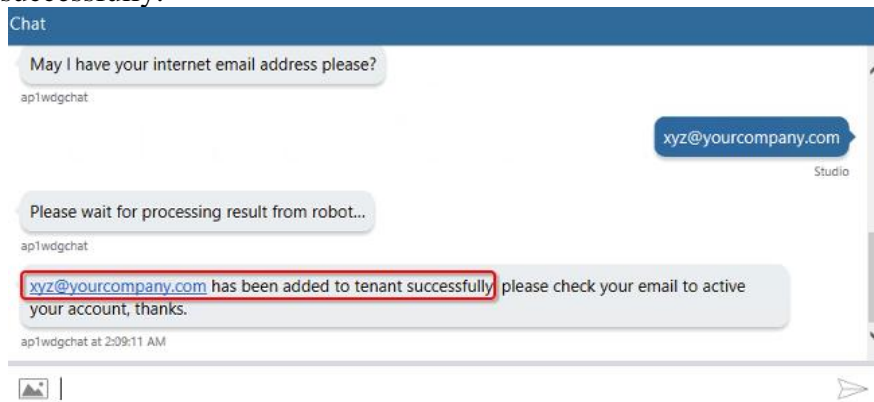 successfully.
Chat
May I have your internet email address please?
ap1wdgchat
xyz@yourcompany.com
Studio
Please wait for processing result from robot...
ap1wdgchat
xyz@yourcompany.com has been added to tenant successfully, please check your email to active
your account, thanks.
ap1wdgchat at 2:09:11 AM